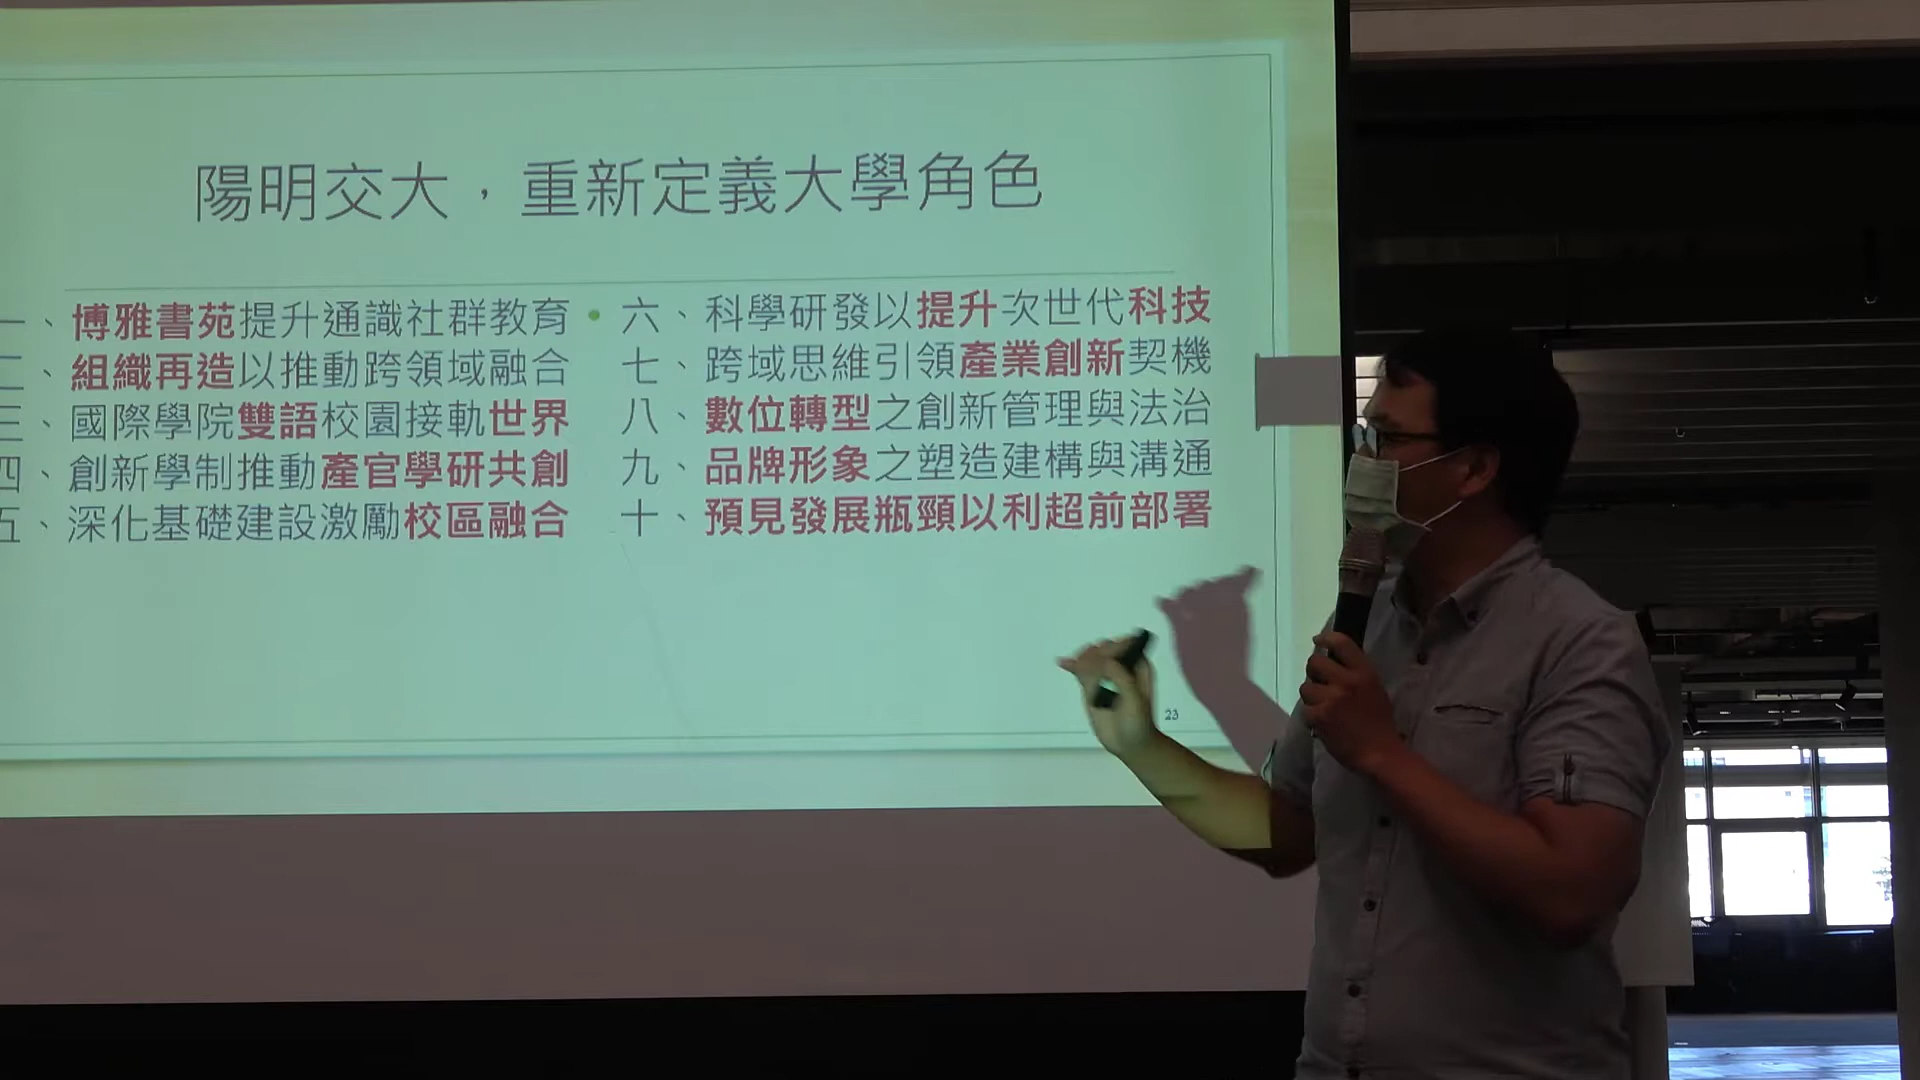 陽明交大，重新定義大學角色
一、博雅書苑提升通識社群教育
二、組織再造以推動跨領域融合
三、國際學院雙語校園接軌世界
四、創新學制推動產官學研共創
五、深化基礎建設激勵校區融合
• 六、科學研發以提升次世代科技
七、跨域思維引領產業創新契機
八、數位轉型之創新管理與法治
九、品牌形象之塑造建構與溝通
十、預見發展瓶頸以利超前部署
23